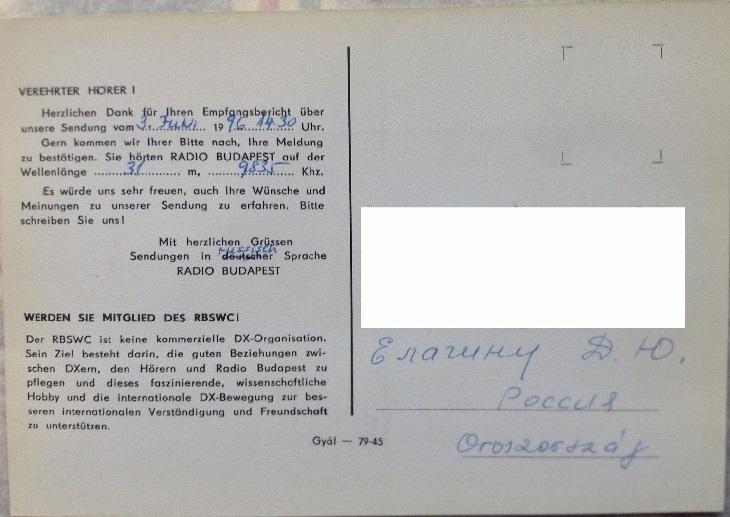 VEREHRTER HÖRER!
Herzlichen Dank für Ihren Empfangsbericht über
unsere Sendung vom 3. Juni 1996 14.30 Uhr.
Gern kommen wir Ihrer Bitte nach, Ihre Meldung
zu bestätigen. Sie hörten RADIO BUDAPEST auf der
Wellenlänge 31 m, 9835 Khz.
Es würde uns sehr freuen, auch Ihre Wünsche und
Meinungen zu unserer Sendung zu erfahren. Bitte
schreiben Sie uns!
Mit herzlichen Grüssen
russisch
Sendungen in deutscher Sprache
RADIO BUDAPEST
WERDEN SIE MITGLIED DES RBSWC!
Der RBSWC ist keine kommerzielle DX-Organisation.
Sein Ziel besteht darin, die guten Beziehungen zwi-
schen DXern, den Hörern und Radio Budapest zu
pflegen und dieses faszinierende, wissenschaftliche
Hobby und die internationale DX-Bewegung zur bes-
seren internationalen Verständigung und Freundschaft
zu unterstützen.
Gyál — 79-45
Елагину Д. Ю.
Россия
Oroszország